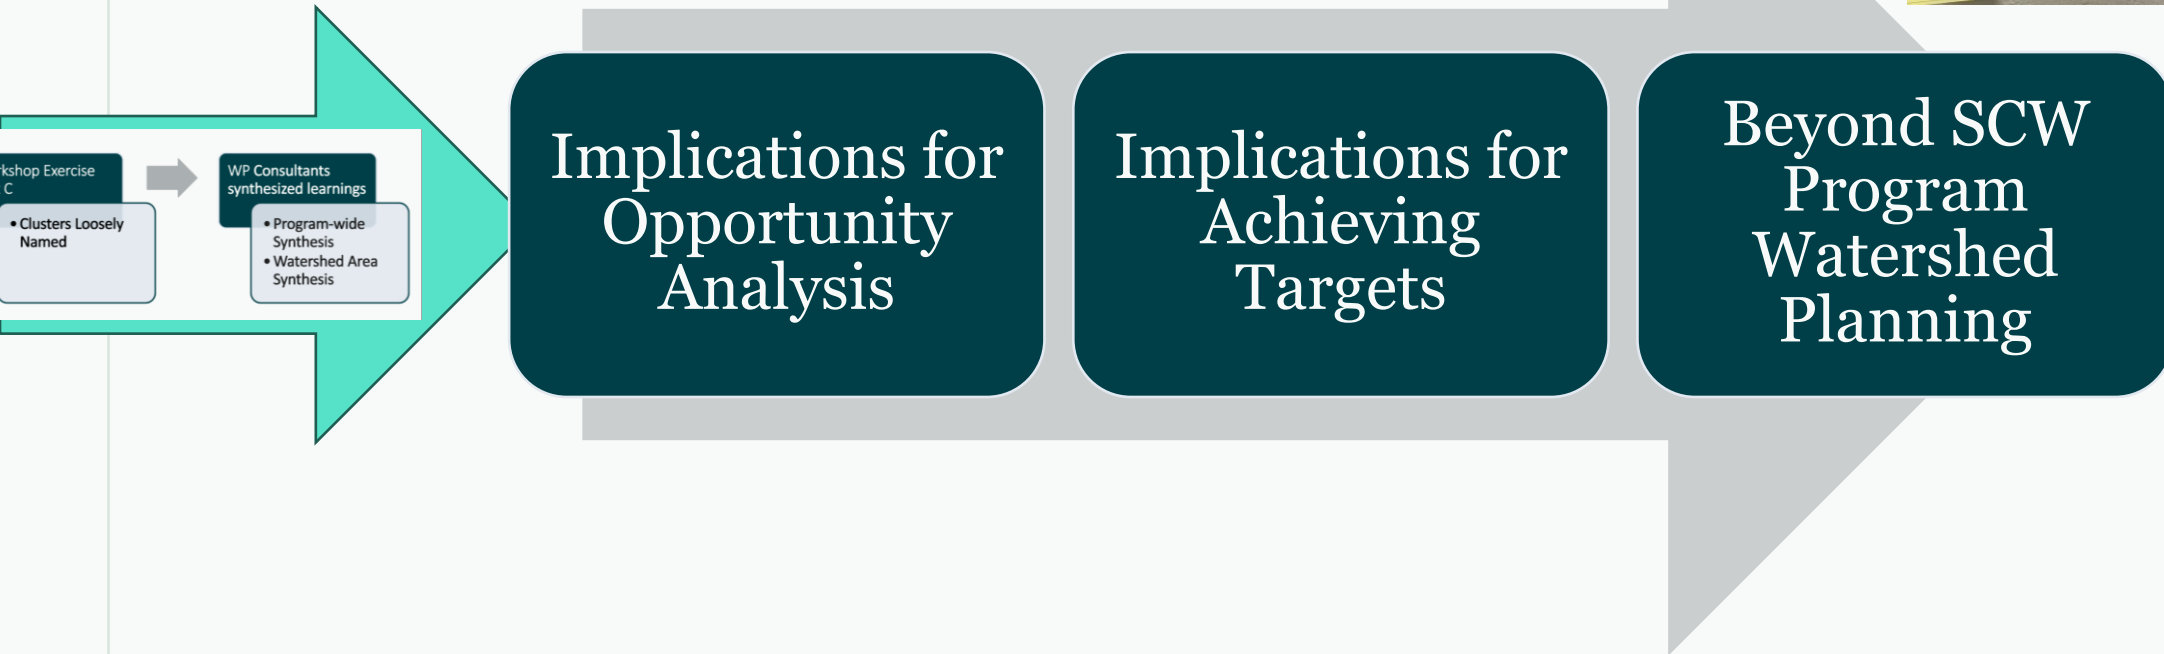 Exercise
C
• Clusters Loosely
Named
WP Consultants
synthesized learnings
• Program-wide
Synthesis
• Watershed Area
Synthesis
Implications for
Opportunity
Analysis
Implications for
Achieving
Targets
Beyond SCW
Program
Watershed
Planning